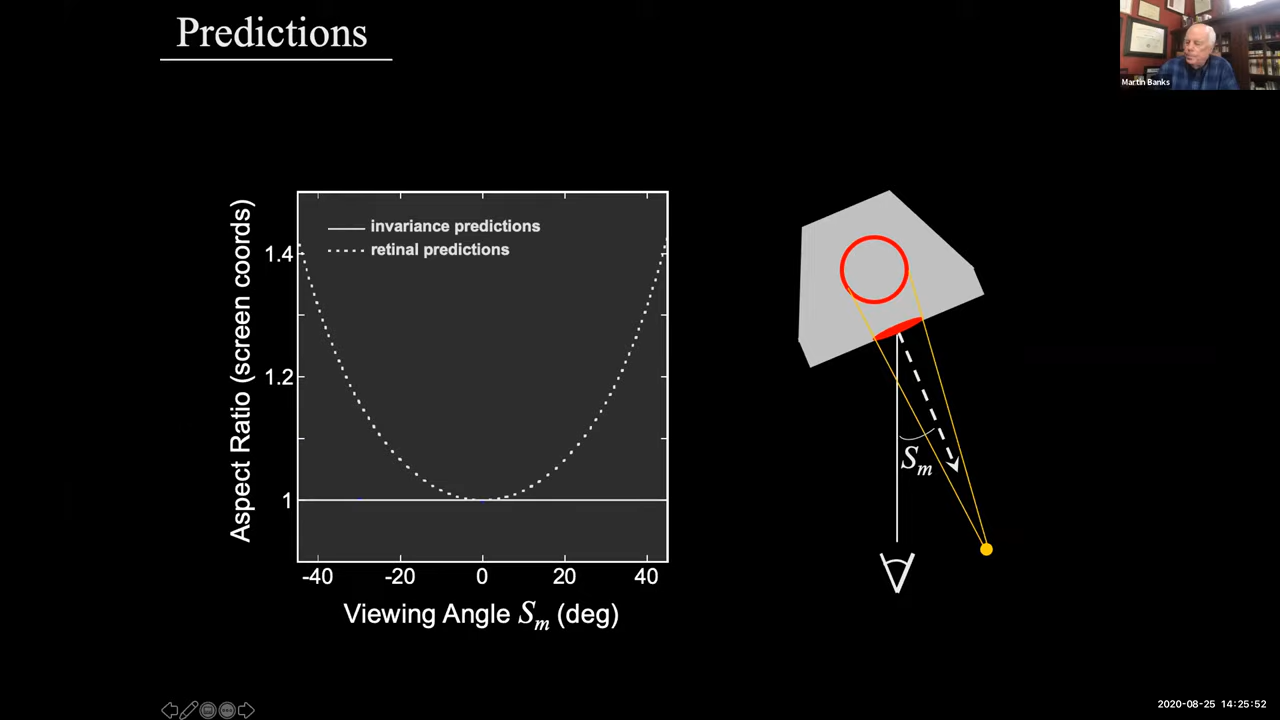 Predictions
Martin Banks
invariance predictions
retinal predictions
Aspect Ratio (screen coords)
1.4
1.2
1
-40
-20
0
20
40
Viewing Angle Sm (deg)
Sm
2020-08-25 14:25:52